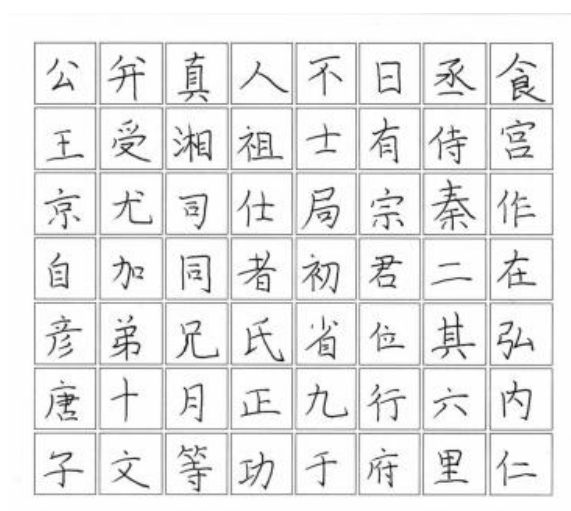 公弁真人不日丞食
王受湘祖士有侍宫
京尤司仕局宗秦作
自加同者初君二在
彦弟兄氏省位其弘
唐十月正九行六内
子文等功于府里仁